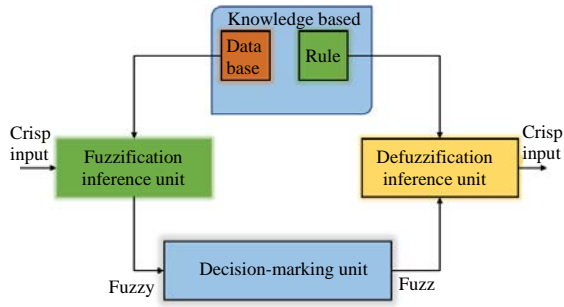 Knowledge based
Data
base
Rule
Crisp
input
Fuzzification
inference unit
Defuzzification
inference unit
Crisp
input
Decision-marking unit
Fuzzy
Fuzz